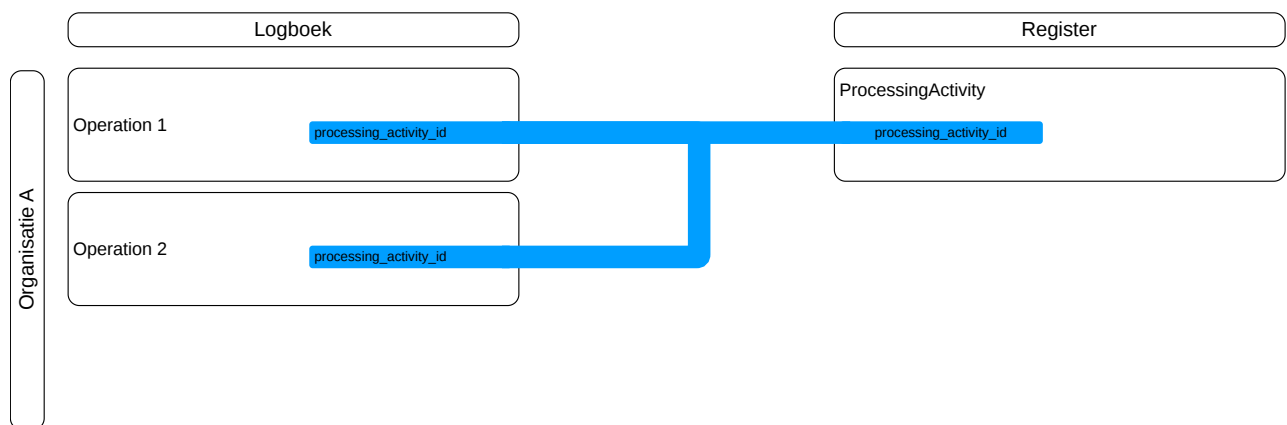 Logboek
Register
Organisatie A
Operation 1
processing_activity_id
ProcessingActivity
processing_activity_id
Operation 2
processing_activity_id